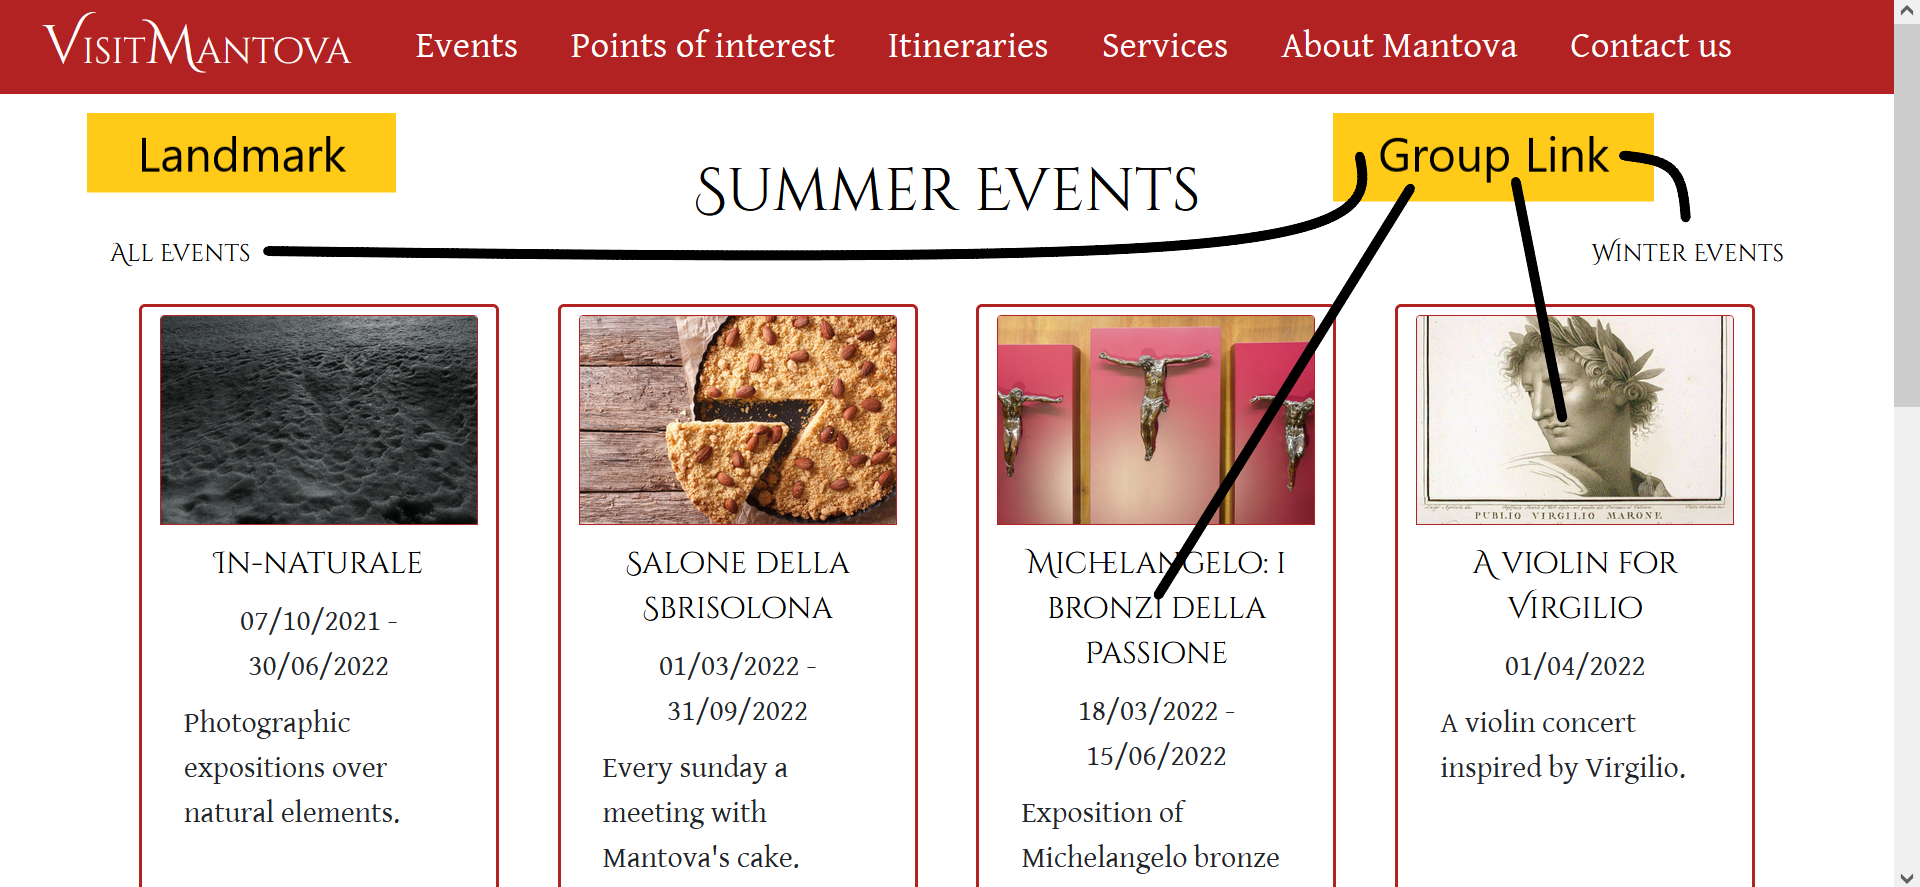 VisitMantova Events Points of interest Itineraries Services About Mantova Contact us
Landmark
Group Link
Summer Events
All Events
Winter Events
PUBLIO VIRGILIO MARONE
In-naturale
07/10/2021 -
30/06/2022
Photographic
expositions over
natural elements.
Salone della
Sbrisolona
01/03/2022 -
31/09/2022
Every sunday a
meeting with
Mantova's cake.
Michelangelo: i
bronzi della
Passione
18/03/2022 -
15/06/2022
Exposition of
Michelangelo bronze
A violin for
Virgilio
01/04/2022
A violin concert
inspired by Virgilio.